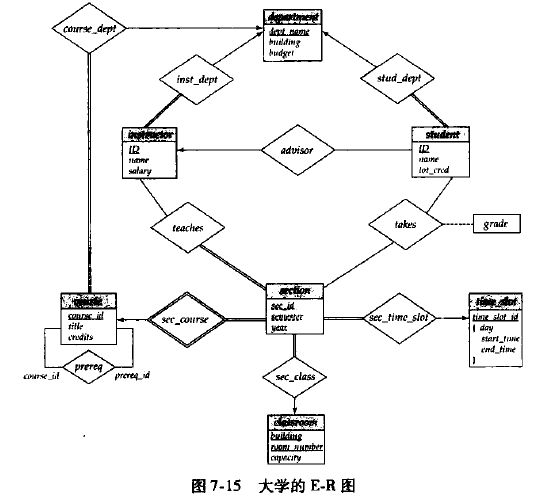 department
course_dept
dept_name
building
budget
inst_dept
stud_dept
instructor
ID
name
salary
advisor
student
ID
name
tot_cred
teaches
takes
grade
section
sec_id
semester
year
course
course_id
title
credits
sec_course
sec_time_slot
time_slot
time_slot_id
{ day
start_time
end_time
}
prereq
course_id
prereq_id
sec_class
classroom
building
room_number
capacity
图 7-15 大学的 E-R 图